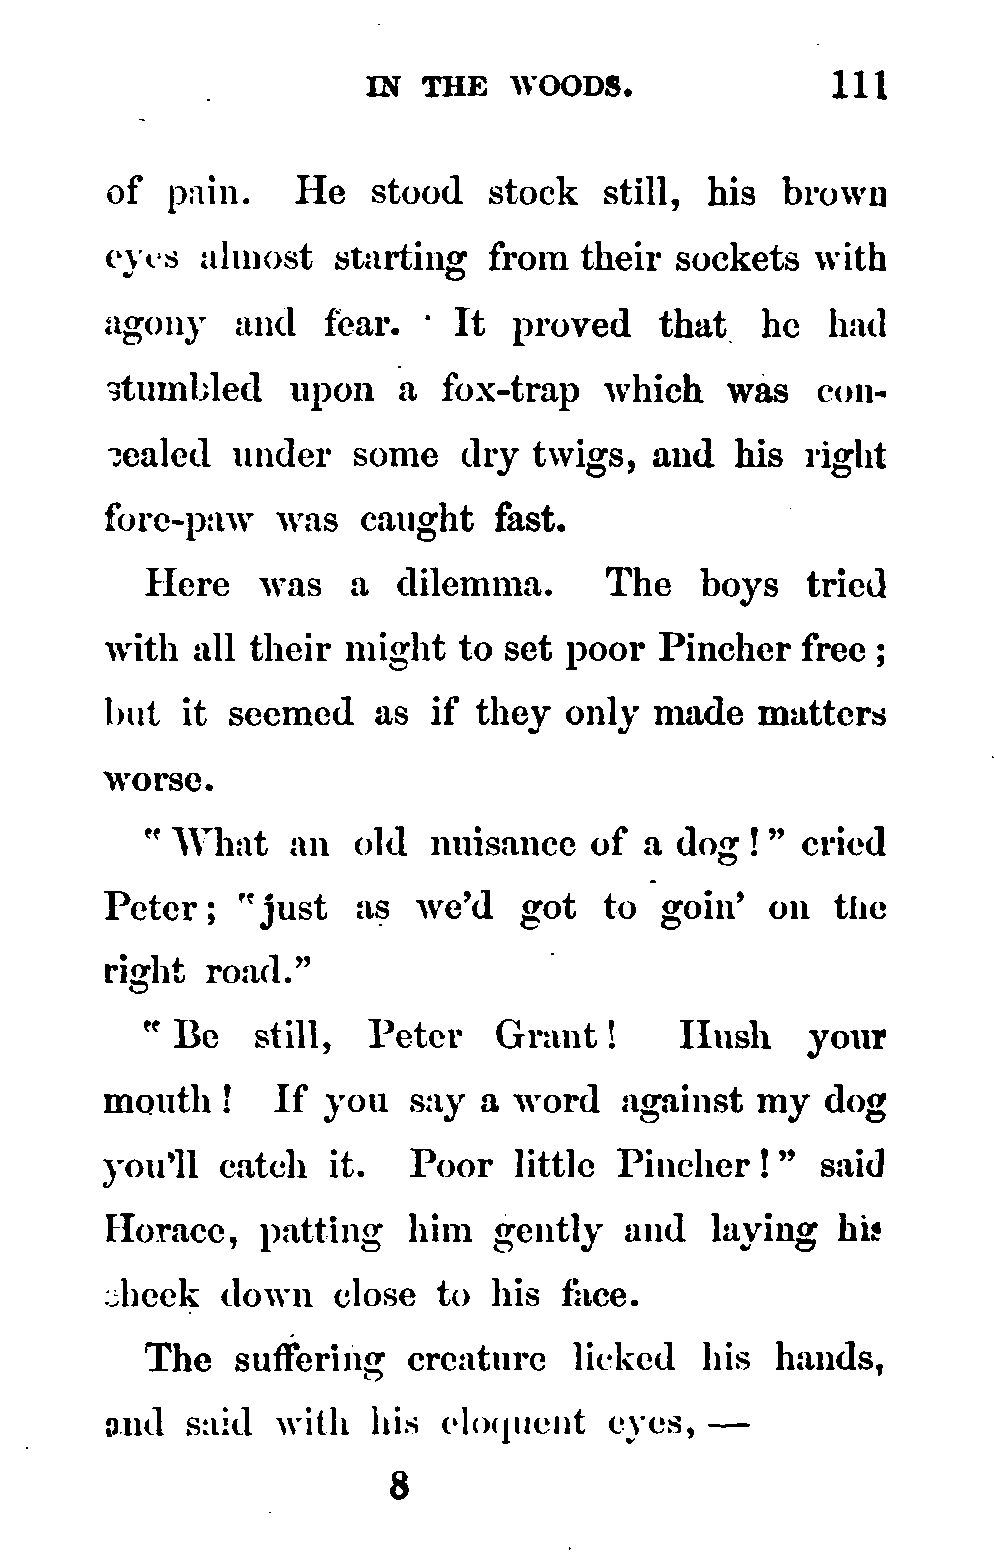 IN THE WOODS. 111
of pain. He stood stock still, his brown
eyes almost starting from their sockets with
agony and fear. It proved that he had
stumbled upon a fox-trap which was con-
cealed under some dry twigs, and his right
fore-paw was caught fast.
Here was a dilemma. The boys tried
with all their might to set poor Pincher free;
but it seemed as if they only made matters
worse.
"What an old nuisance of a dog!" cried
Peter; "just as we'd got to goin' on the
right road."
"Be still, Peter Grant! Hush your
mouth! If you say a word against my dog
you'll catch it. Poor little Pincher!" said
Horace, patting him gently and laying his
cheek down close to his face.
The suffering creature licked his hands,
and said with his eloquent eyes, —
8